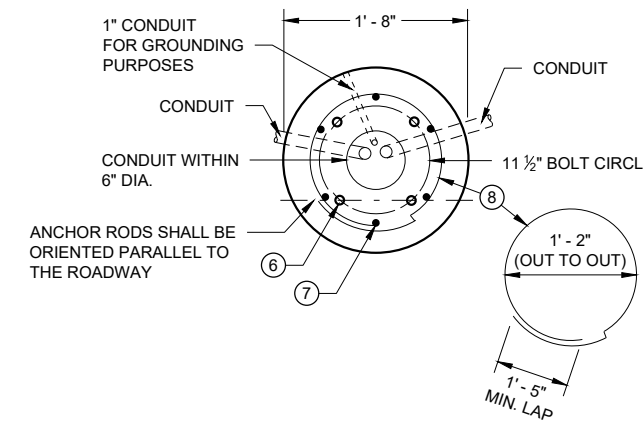 1" CONDUIT
FOR GROUNDING
PURPOSES
1' - 8"
CONDUIT
CONDUIT
CONDUIT WITHIN
6" DIA.
11 ½" BOLT CIRCL
8
ANCHOR RODS SHALL BE
ORIENTED PARALLEL TO
THE ROADWAY
6
7
1' - 2"
(OUT TO OUT)
1' - 5"
MIN. LAP